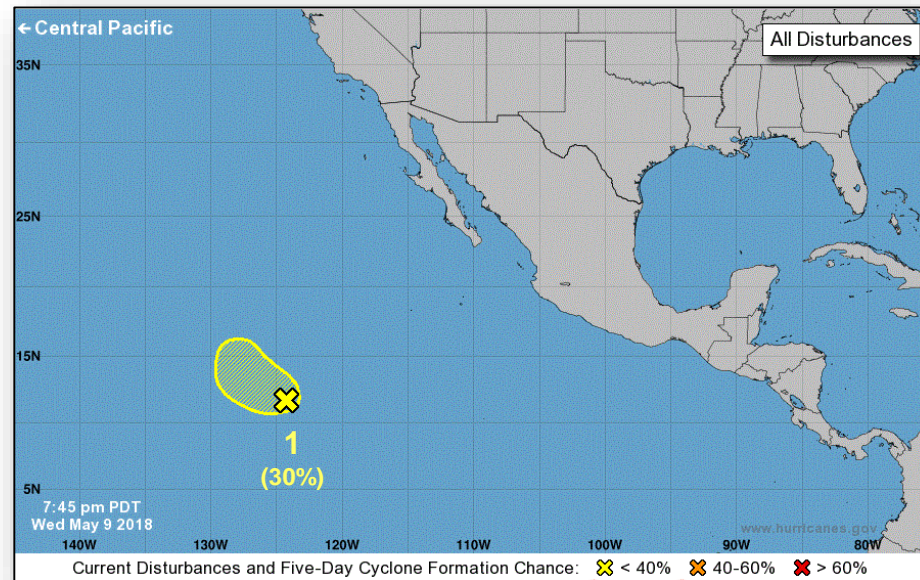 ← Central Pacific
All Disturbances
35N
25N
15N
5N
1
(30%)
7:45 pm PDT
Wed May 9 2018
www.hurricanes.gov
140W 130W 120W 110W 100W 90W 80W
Current Disturbances and Five-Day Cyclone Formation Chance: < 40% 40-60% > 60%